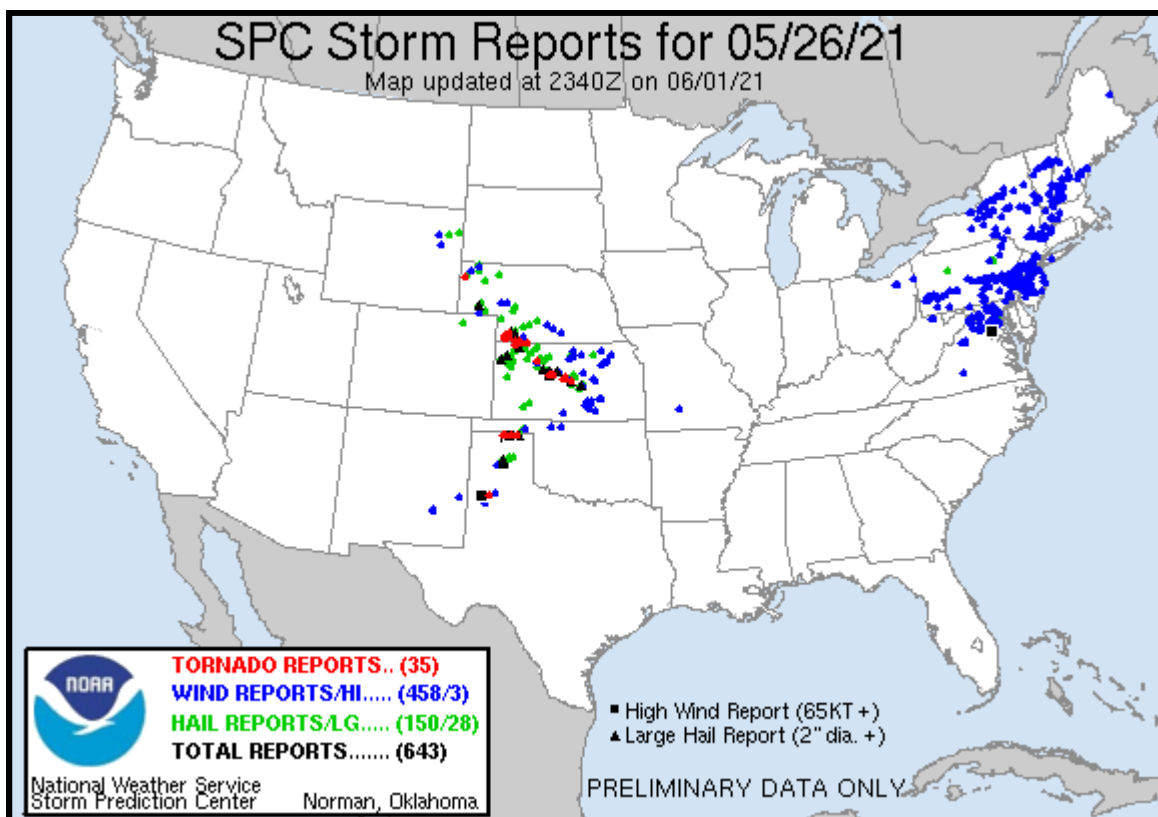 SPC Storm Reports for 05/26/21
Map updated at 2340Z on 06/01/21
NOAA
TORNADO REPORTS.. (35)
WIND REPORTS/HI..... (458/3)
HAIL REPORTS/LG..... (150/28)
TOTAL REPORTS....... (643)
National Weather Service
Storm Prediction Center
Norman, Oklahoma
High Wind Report (65KT +)
Large Hail Report (2" dia. +)
PRELIMINARY DATA ONLY